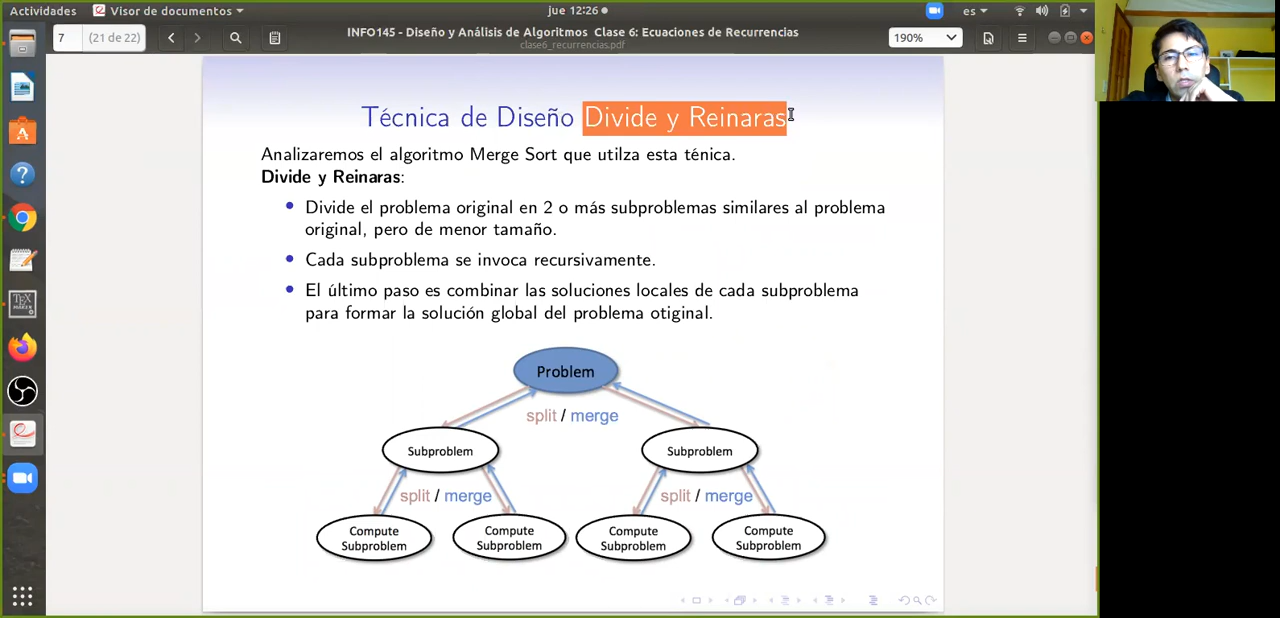 Actividades Visor de documentos jue 12:26 es
7 (21 de 22) INFO145 - Diseño y Análisis de Algoritmos Clase 6: Ecuaciones de Recurrencias 190%
clase6_recurrencias.pdf
Técnica de Diseño Divide y Reinaras
Analizaremos el algoritmo Merge Sort que utilza esta ténica.
Divide y Reinaras:
Divide el problema original en 2 o más subproblemas similares al problema
original, pero de menor tamaño.
Cada subproblema se invoca recursivamente.
El último paso es combinar las soluciones locales de cada subproblema
para formar la solución global del problema otiginal.
Problem
split / merge
Subproblem Subproblem
split / merge split / merge
Compute Compute Compute Compute
Subproblem Subproblem Subproblem Subproblem